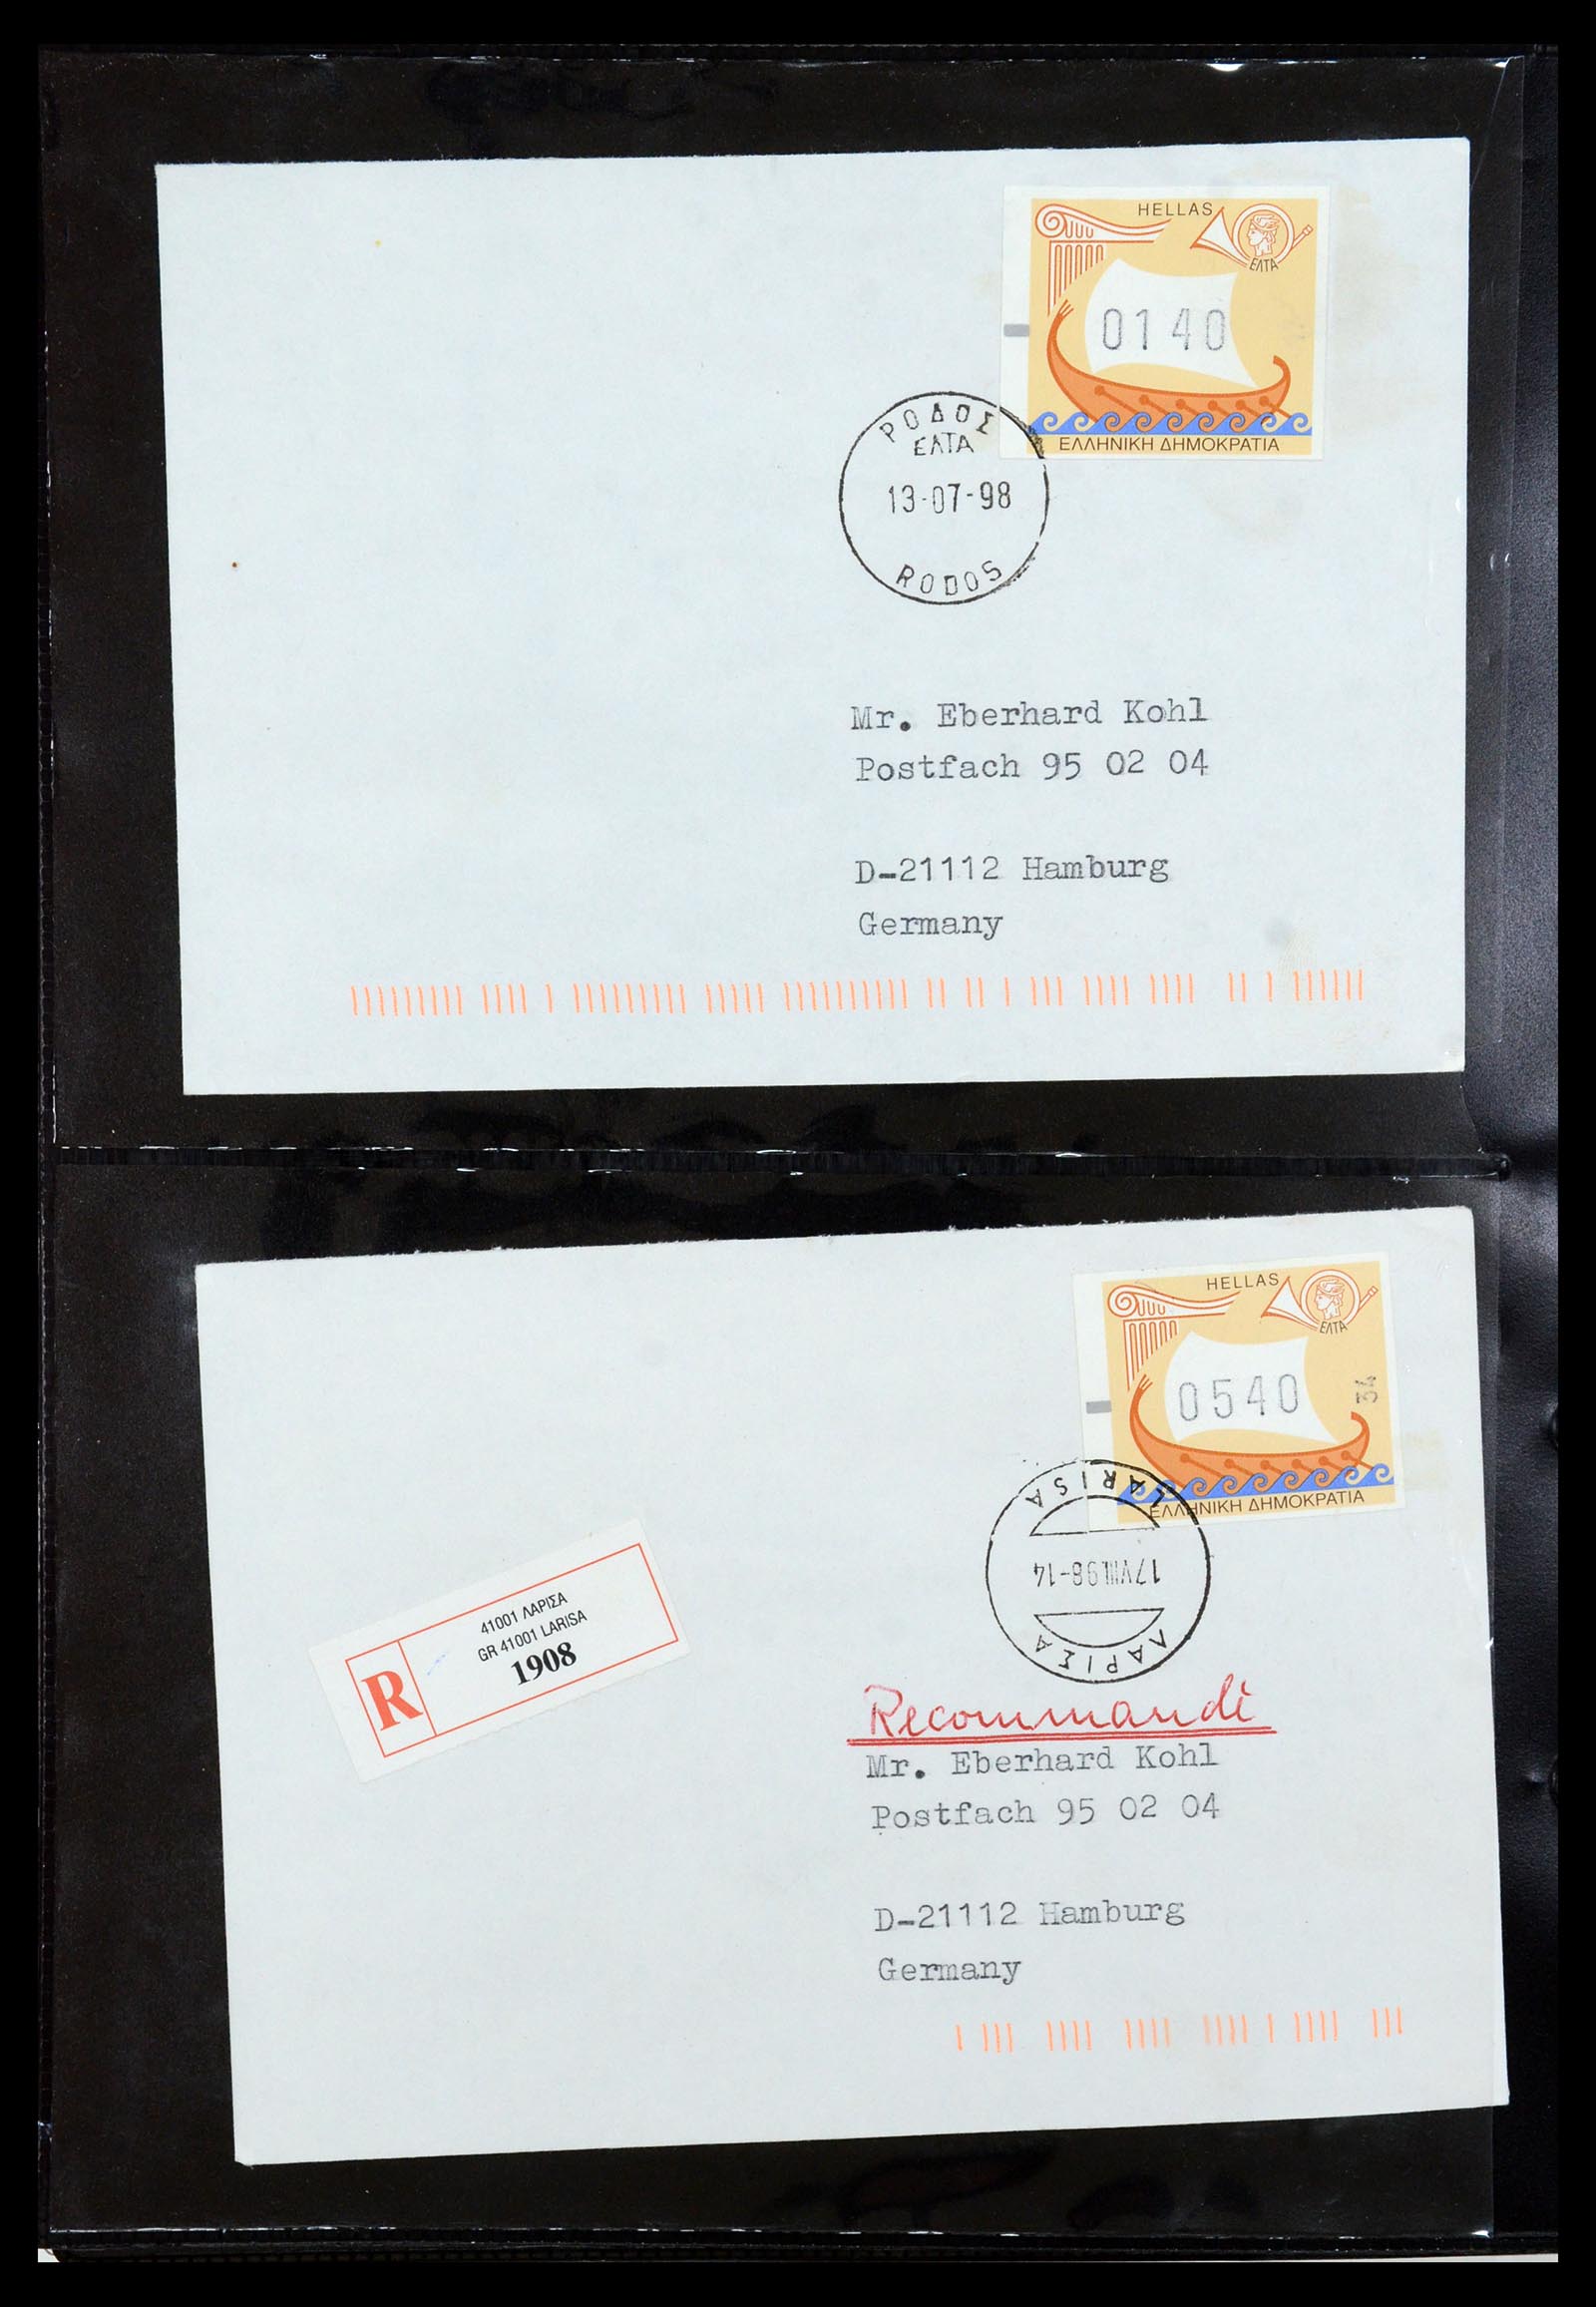 HELLAS
ΕΛΤΑ
0140
ΕΛΛΗΝΙΚΗ ΔΗΜΟΚΡΑΤΙΑ
ΡΟΔΟΣ
ΕΛΤΑ
13-07-98
RODOS
Mr. Eberhard Kohl
Postfach 95 02 04
D-21112 Hamburg
Germany
HELLAS
ΕΛΤΑ
0540
34
ΕΛΛΗΝΙΚΗ ΔΗΜΟΚΡΑΤΙΑ
LARISA
17VIII98-14
ΛΑΡΙΣΑ
41001 ΛΑΡΙΣΑ
GR 41001 LARISA
R 1908
Recommandé
Mr. Eberhard Kohl
Postfach 95 02 04
D-21112 Hamburg
Germany